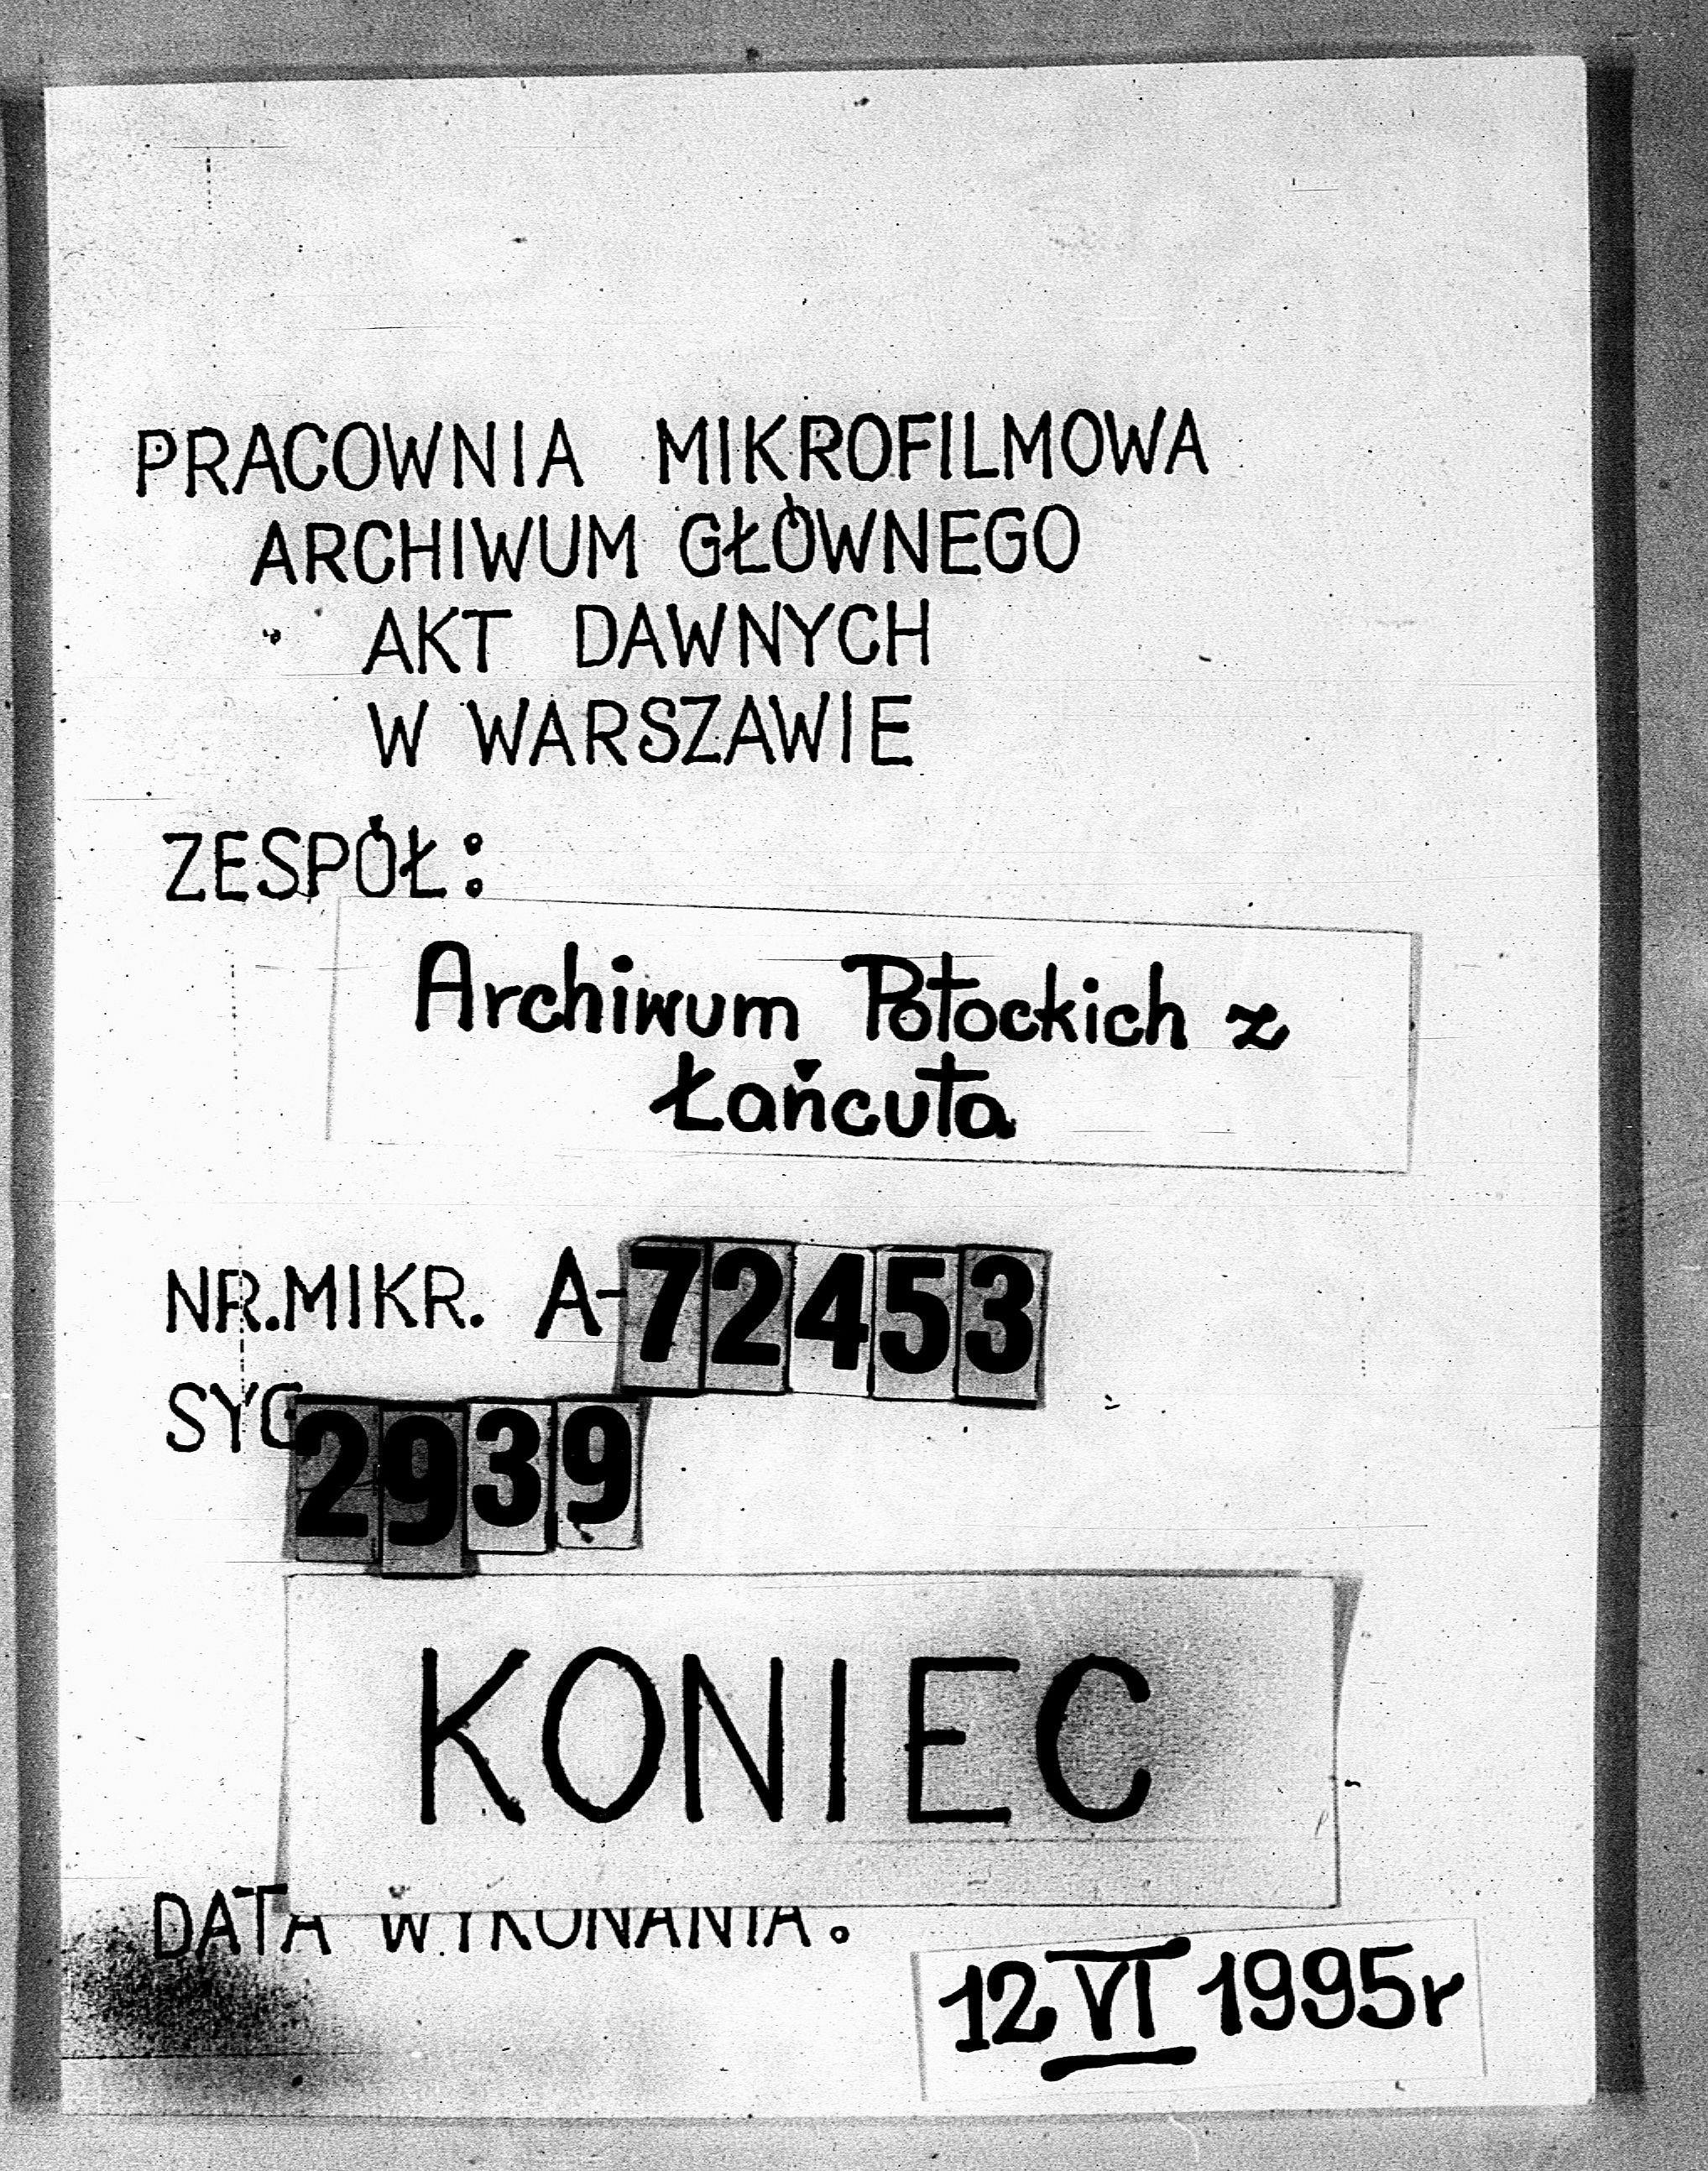 PRACOWNIA MIKROFILMOWA
ARCHIWUM GŁÓWNEGO
AKT DAWNYCH
W WARSZAWIE
ZESPÓŁ:
Archiwum Potockich z
Łańcuta
NR.MIKR. A-72453
SYG 2939
KONIEC
DATA WYKONANIA:
12 VI 1995r